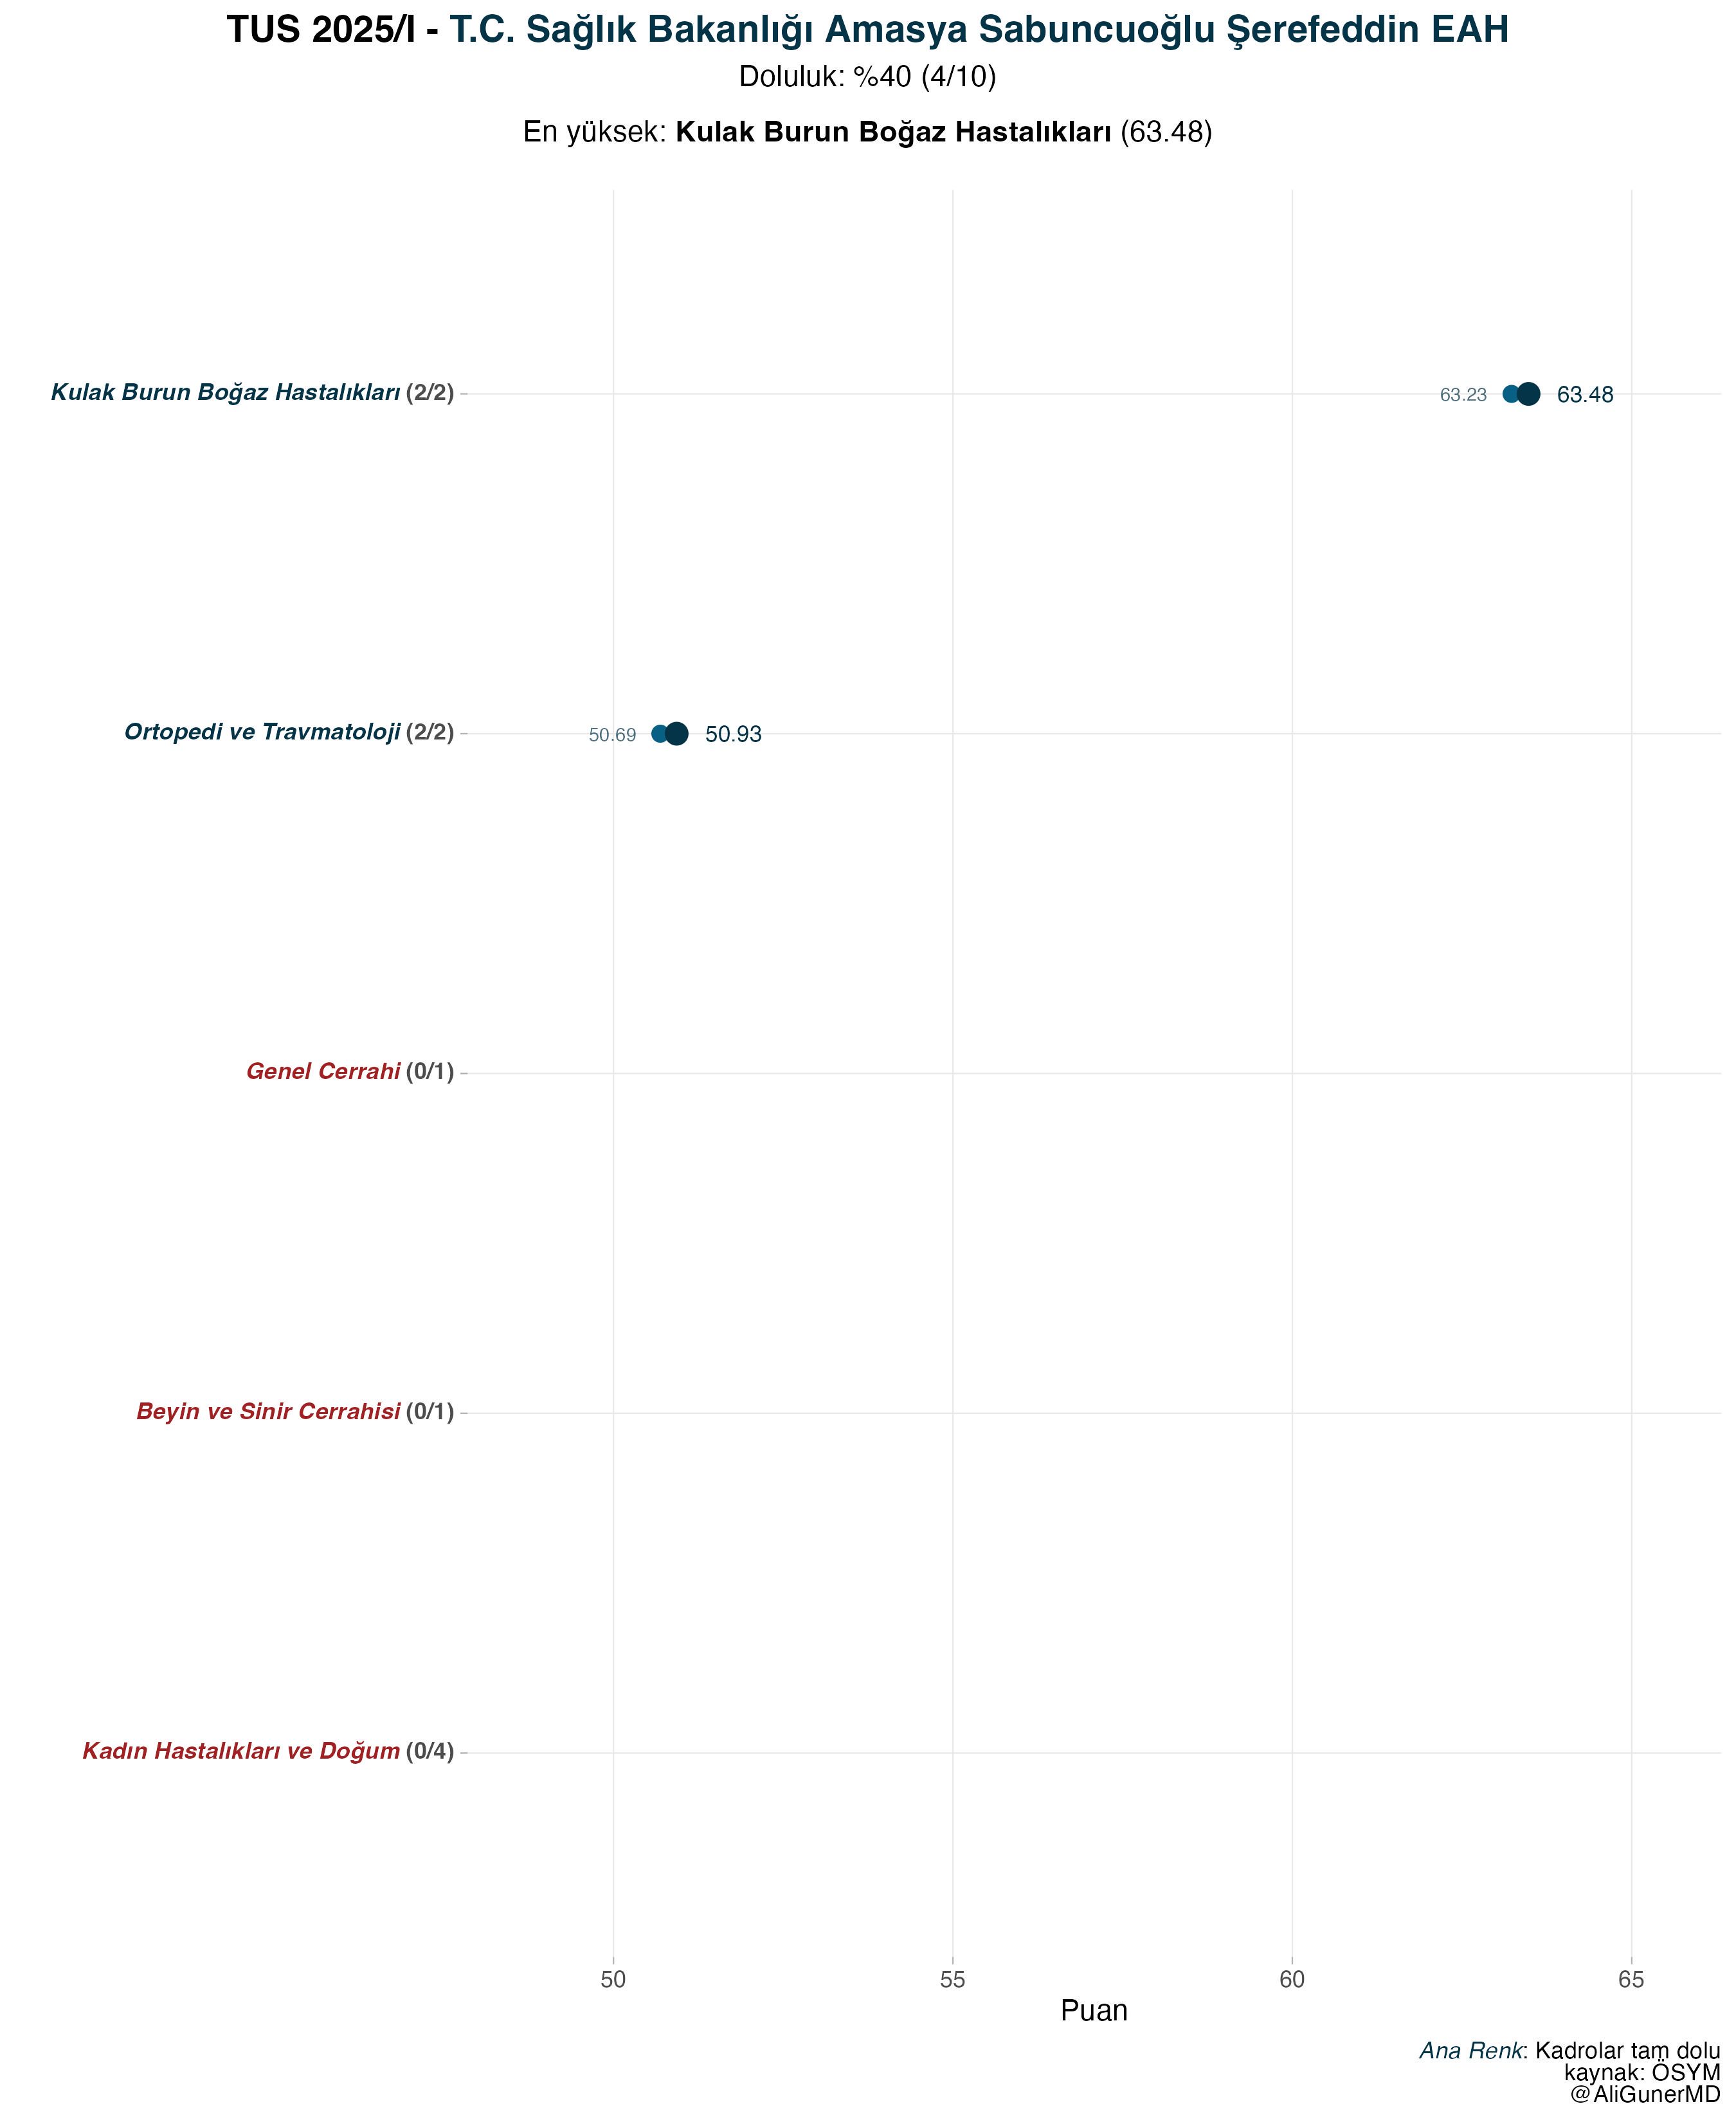 TUS 2025/I - T.C. Sağlık Bakanlığı Amasya Sabuncuoğlu Şerefeddin EAH
Doluluk: %40 (4/10)
En yüksek: Kulak Burun Boğaz Hastalıkları (63.48)
Kulak Burun Boğaz Hastalıkları (2/2)
63.23
63.48
Ortopedi ve Travmatoloji (2/2)
50.69
50.93
Genel Cerrahi (0/1)
Beyin ve Sinir Cerrahisi (0/1)
Kadın Hastalıkları ve Doğum (0/4)
50
55
60
65
Puan
Ana Renk: Kadrolar tam dolu
kaynak: ÖSYM
@AliGunerMD